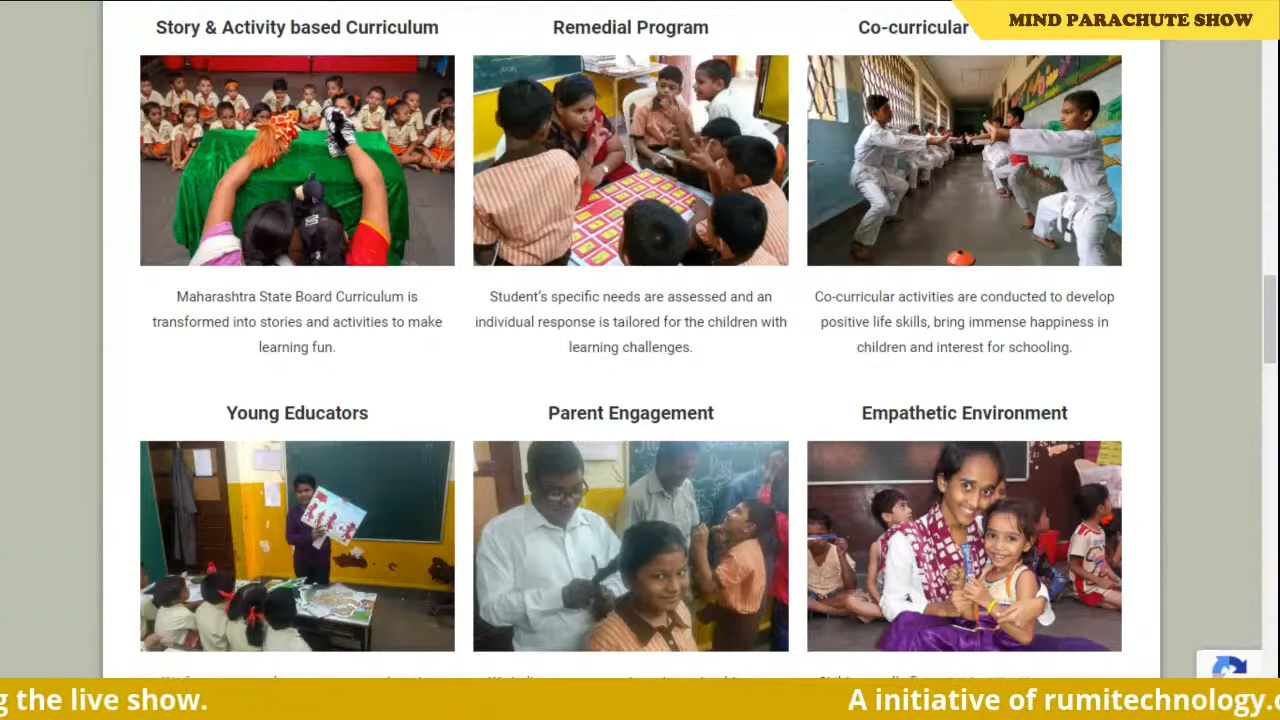 MIND PARACHUTE SHOW
Story & Activity based Curriculum
Remedial Program
Co-curricular
Maharashtra State Board Curriculum is
transformed into stories and activities to make
learning fun.
Student's specific needs are assessed and an
individual response is tailored for the children with
learning challenges.
Co-curricular activities are conducted to develop
positive life skills, bring immense happiness in
children and interest for schooling.
Young Educators
Parent Engagement
Empathetic Environment
g the live show.
A initiative of rumitechnology.c